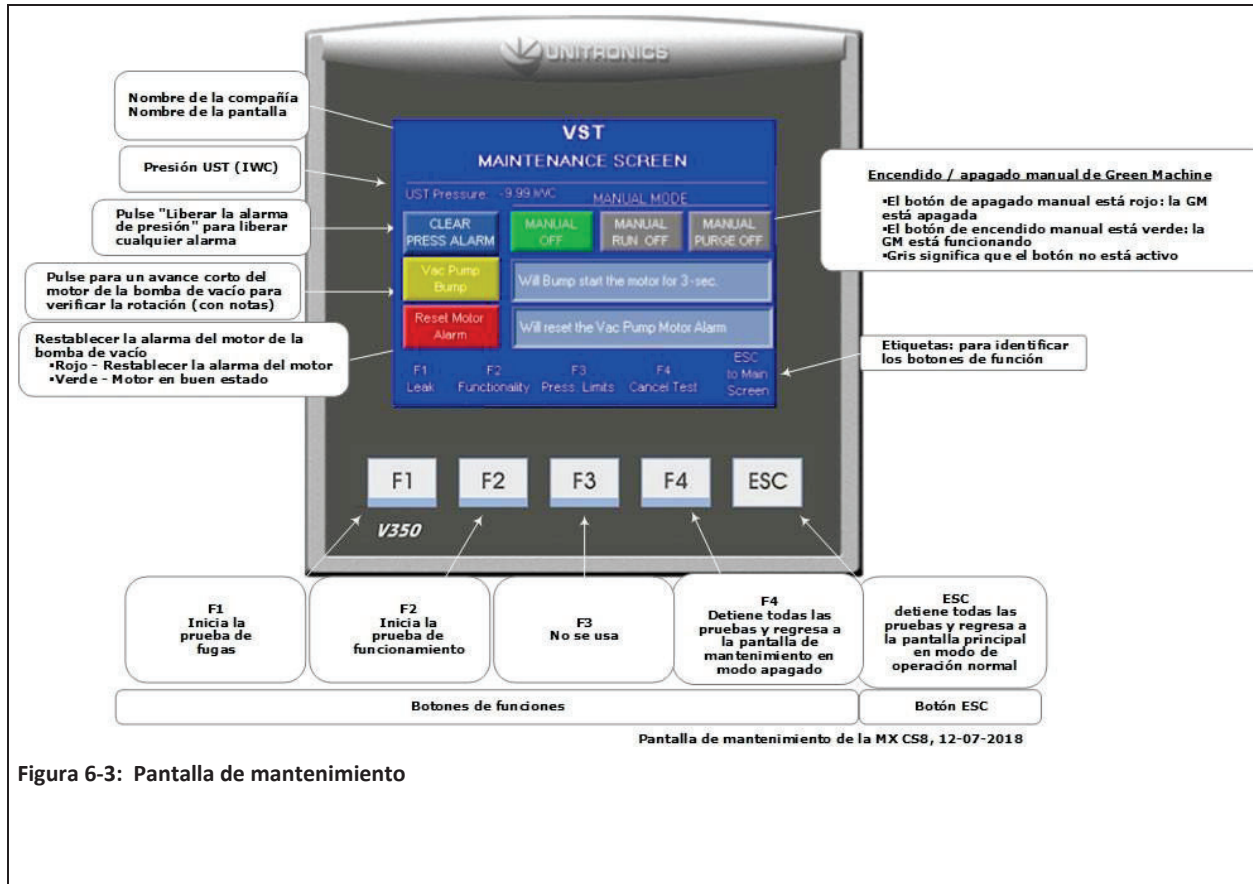 UNITRONICS
Nombre de la compañía
Nombre de la pantalla
Presión UST (IWC)
Pulse "Liberar la alarma
de presión" para liberar
cualquier alarma
Pulse para un avance corto del
motor de la bomba de vacío para
verificar la rotación (con notas)
Restablecer la alarma del motor de la
bomba de vacío
▪Rojo - Restablecer la alarma del motor
▪Verde - Motor en buen estado
VST
MAINTENANCE SCREEN
UST Pressure: -9.99 IWC
MANUAL MODE
CLEAR
PRESS ALARM
MANUAL
OFF
MANUAL
RUN OFF
MANUAL
PURGE OFF
Vac Pump
Bump
Will Bump start the motor for 3-sec.
Reset Motor
Alarm
Will reset the Vac Pump Motor Alarm
F1
Leak
F2
Functionality
F3
Press. Limits
F4
Cancel Test
ESC
to Main
Screen
Encendido / apagado manual de Green Machine
▪El botón de apagado manual está rojo: la GM
está apagada
▪El botón de encendido manual está verde: la
GM está funcionando
▪Gris significa que el botón no está activo
Etiquetas: para identificar
los botones de función
F1
F2
F3
F4
ESC
V350
F1
Inicia la
prueba de
fugas
F2
Inicia la
prueba de
funcionamiento
F3
No se usa
F4
Detiene todas las
pruebas y regresa a
la pantalla de
mantenimiento en
modo apagado
ESC
detiene todas las
pruebas y regresa a
la pantalla principal
en modo de
operación normal
Botones de funciones
Botón ESC
Pantalla de mantenimiento de la MX CS8, 12-07-2018
Figura 6-3: Pantalla de mantenimiento